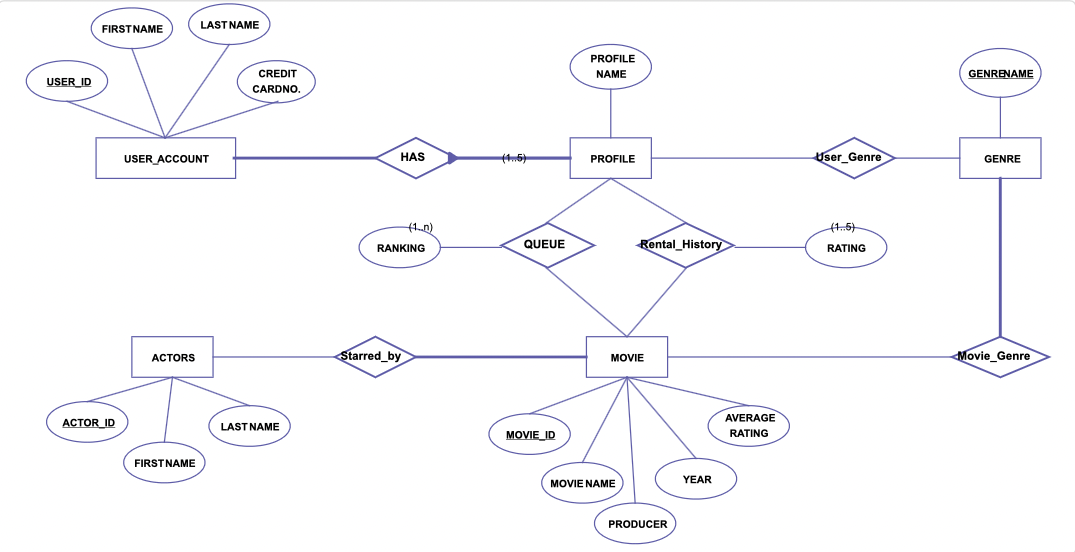 FIRSTNAME
LASTNAME
USER_ID
CREDIT
CARDNO.
PROFILE
NAME
GENRENAME
USER_ACCOUNT
HAS
(1..5)
PROFILE
User_Genre
GENRE
(1..n)
RANKING
QUEUE
Rental_History
(1..5)
RATING
ACTORS
Starred_by
MOVIE
Movie_Genre
ACTOR_ID
LASTNAME
FIRSTNAME
MOVIE_ID
AVERAGE
RATING
MOVIE NAME
YEAR
PRODUCER